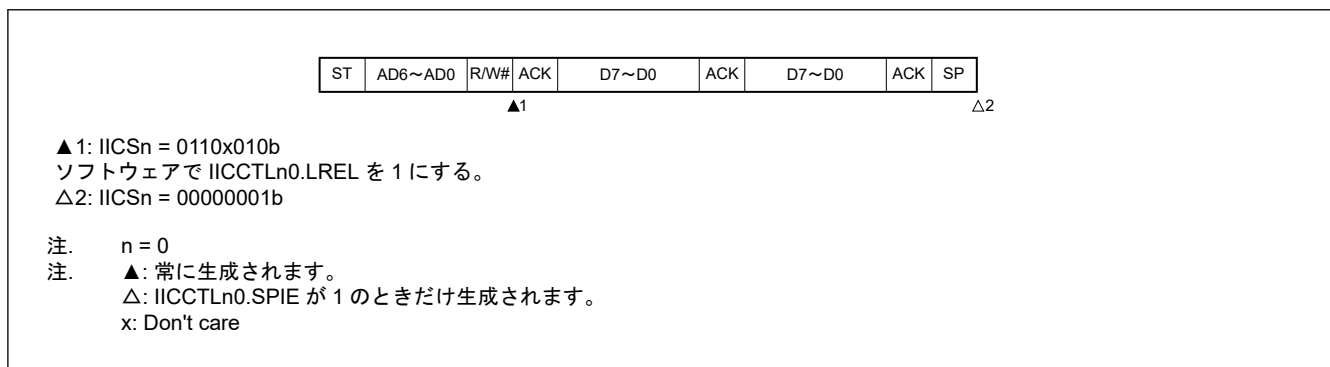 ST AD6～AD0 R/W# ACK D7～D0 ACK D7～D0 ACK SP
▲1 △2
▲1: IICSn = 0110x010b
ソフトウェアで IICCTLn0.LREL を 1 にする。
△2: IICSn = 00000001b
注. n = 0
注. ▲: 常に生成されます。
△: IICCTLn0.SPIE が 1 のときだけ生成されます。
x: Don't care